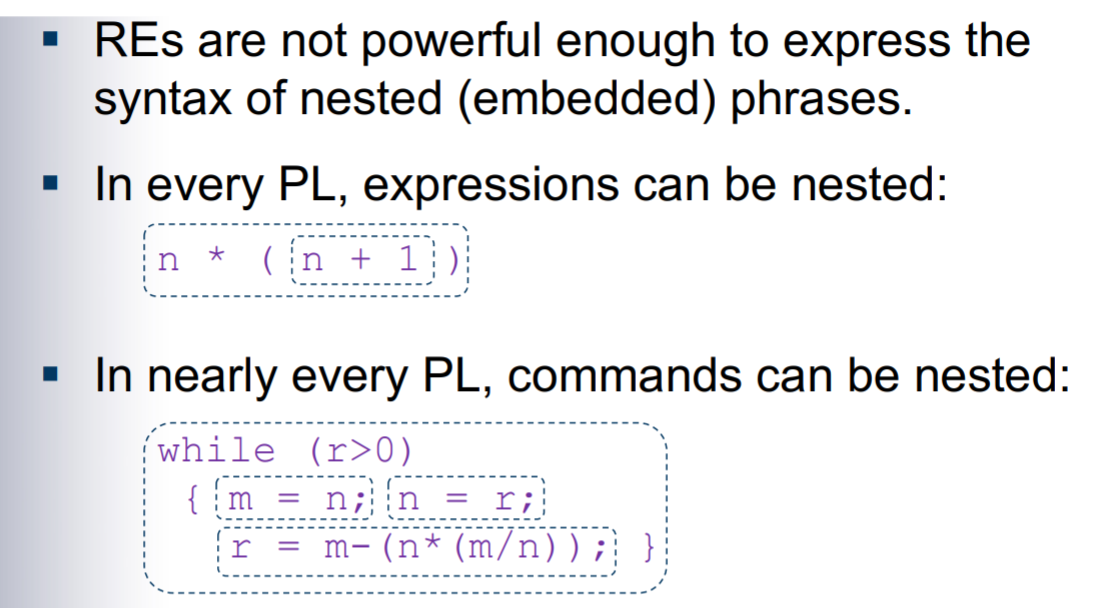 ▪ REs are not powerful enough to express the
syntax of nested (embedded) phrases.
▪ In every PL, expressions can be nested:
n * ( n + 1 )
▪ In nearly every PL, commands can be nested:
while (r>0)
{ m = n; n = r;
r = m-(n*(m/n)); }